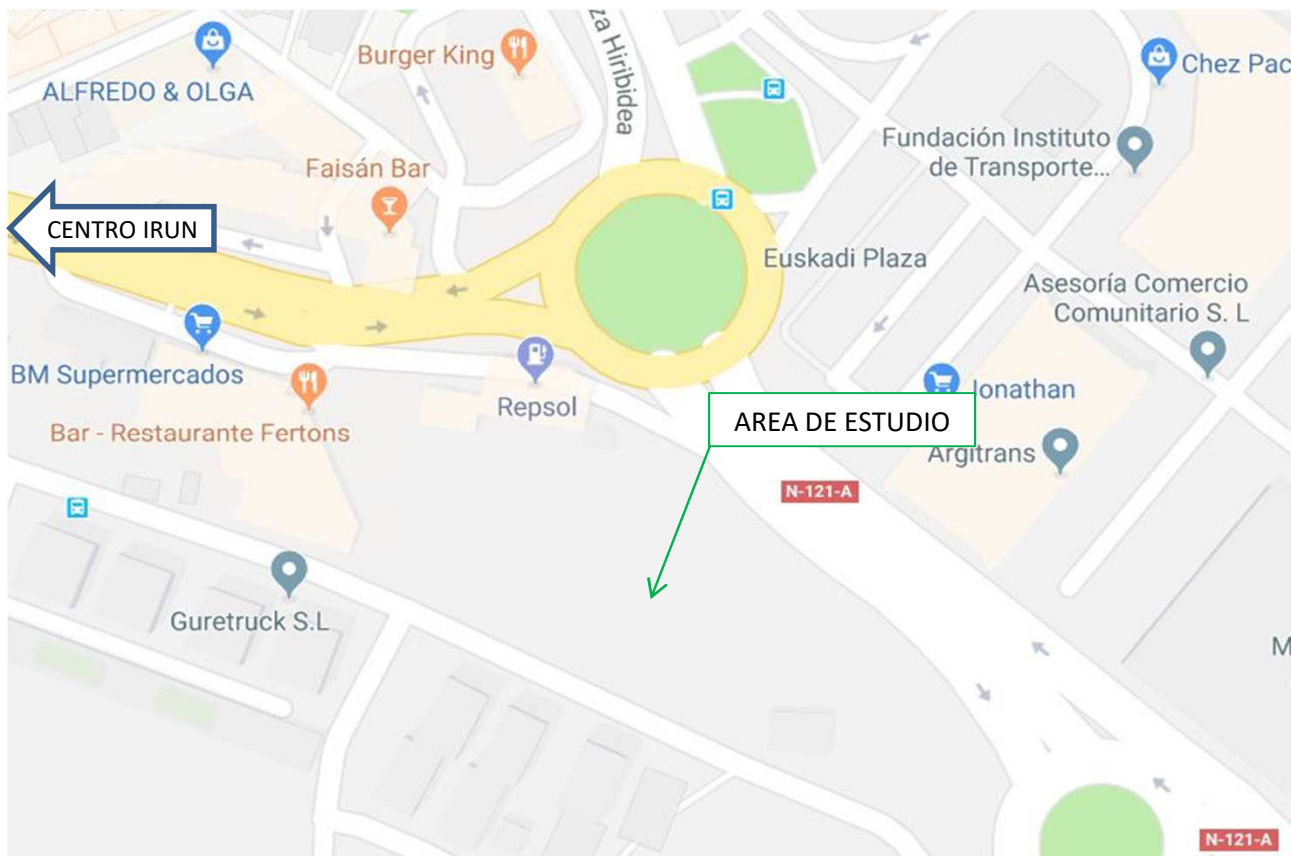 za Hiribidea
Burger King
ALFREDO & OLGA
Chez Pac
Fundación Instituto
de Transporte...
Faisán Bar
CENTRO IRUN
Euskadi Plaza
Asesoría Comercio
Comunitario S. L
BM Supermercados
Repsol
Jonathan
Bar - Restaurante Fertons
AREA DE ESTUDIO
Argitrans
N-121-A
Guretruck S.L
M
N-121-A